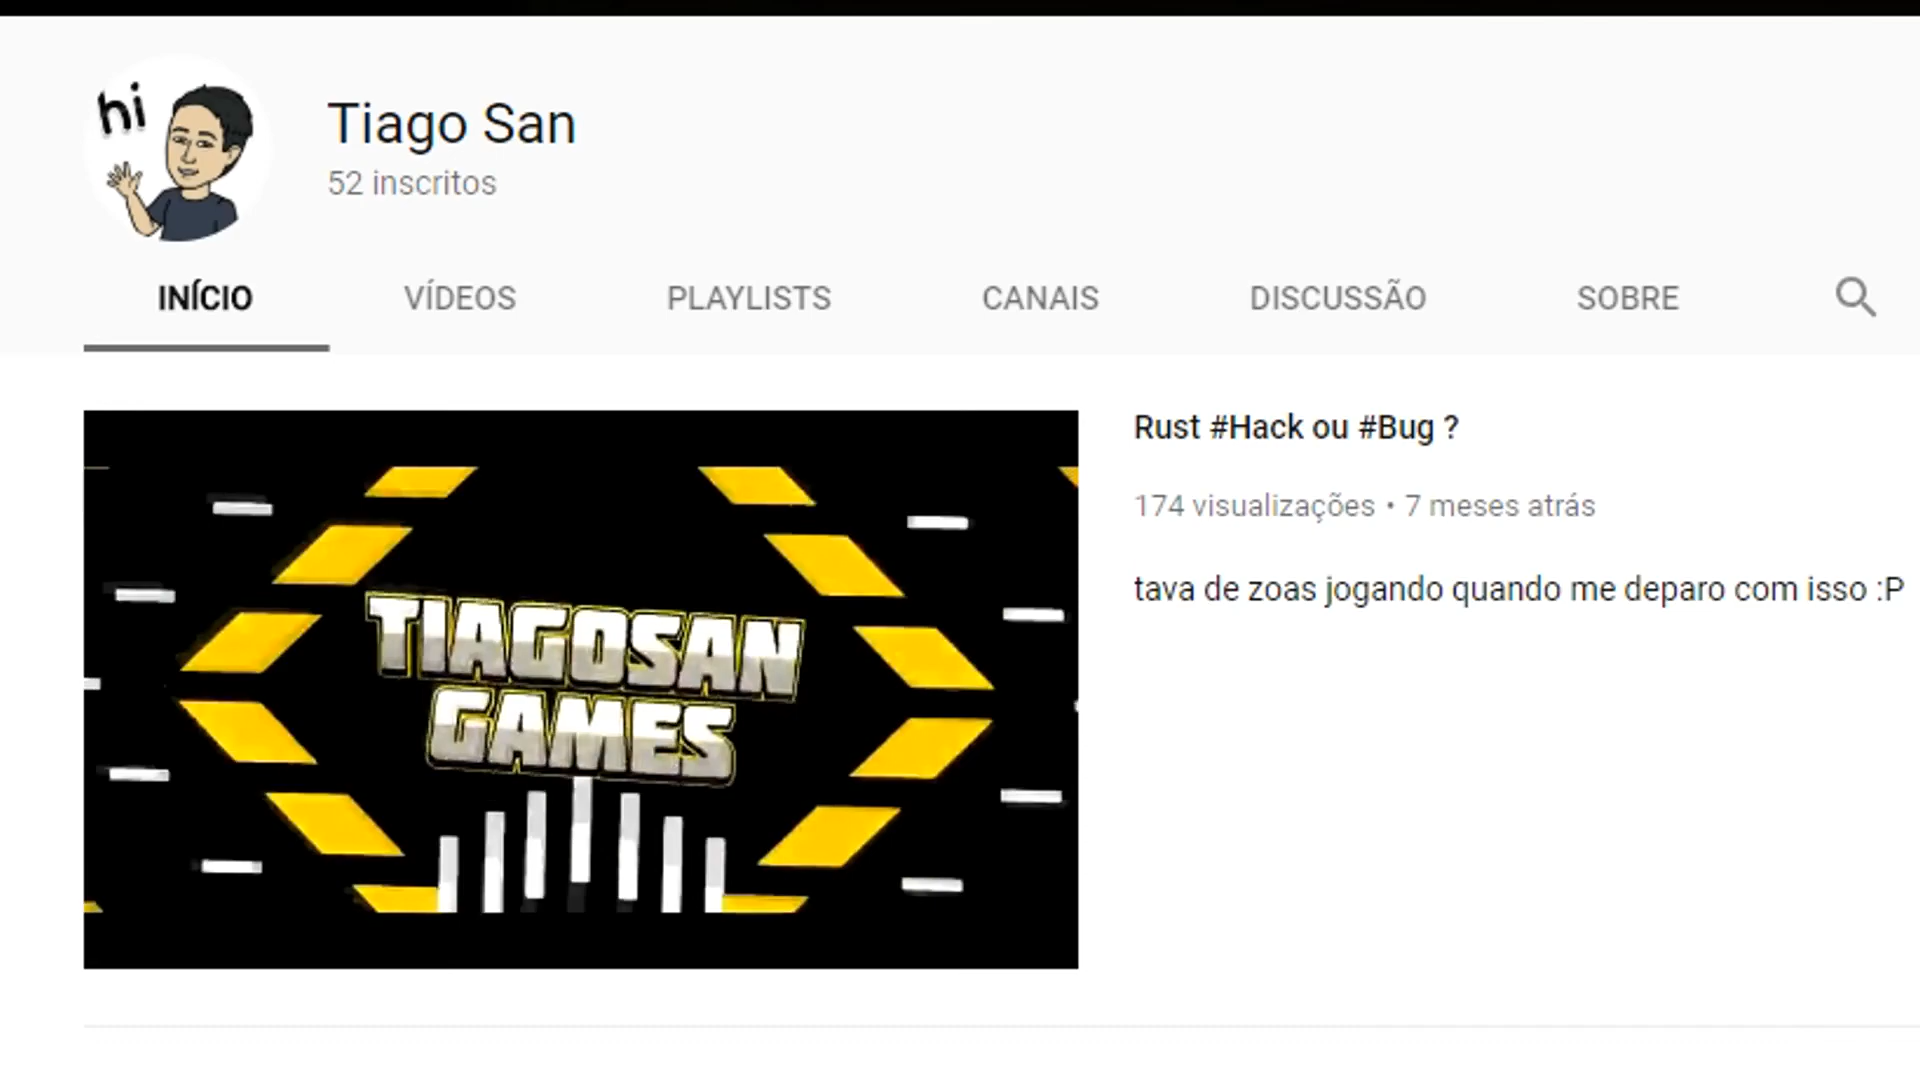 hi
Tiago San
52 inscritos
INÍCIO VÍDEOS PLAYLISTS CANAIS DISCUSSÃO SOBRE
TIAGOSAN
GAMES
Rust #Hack ou #Bug ?
174 visualizações • 7 meses atrás
tava de zoas jogando quando me deparo com isso :P